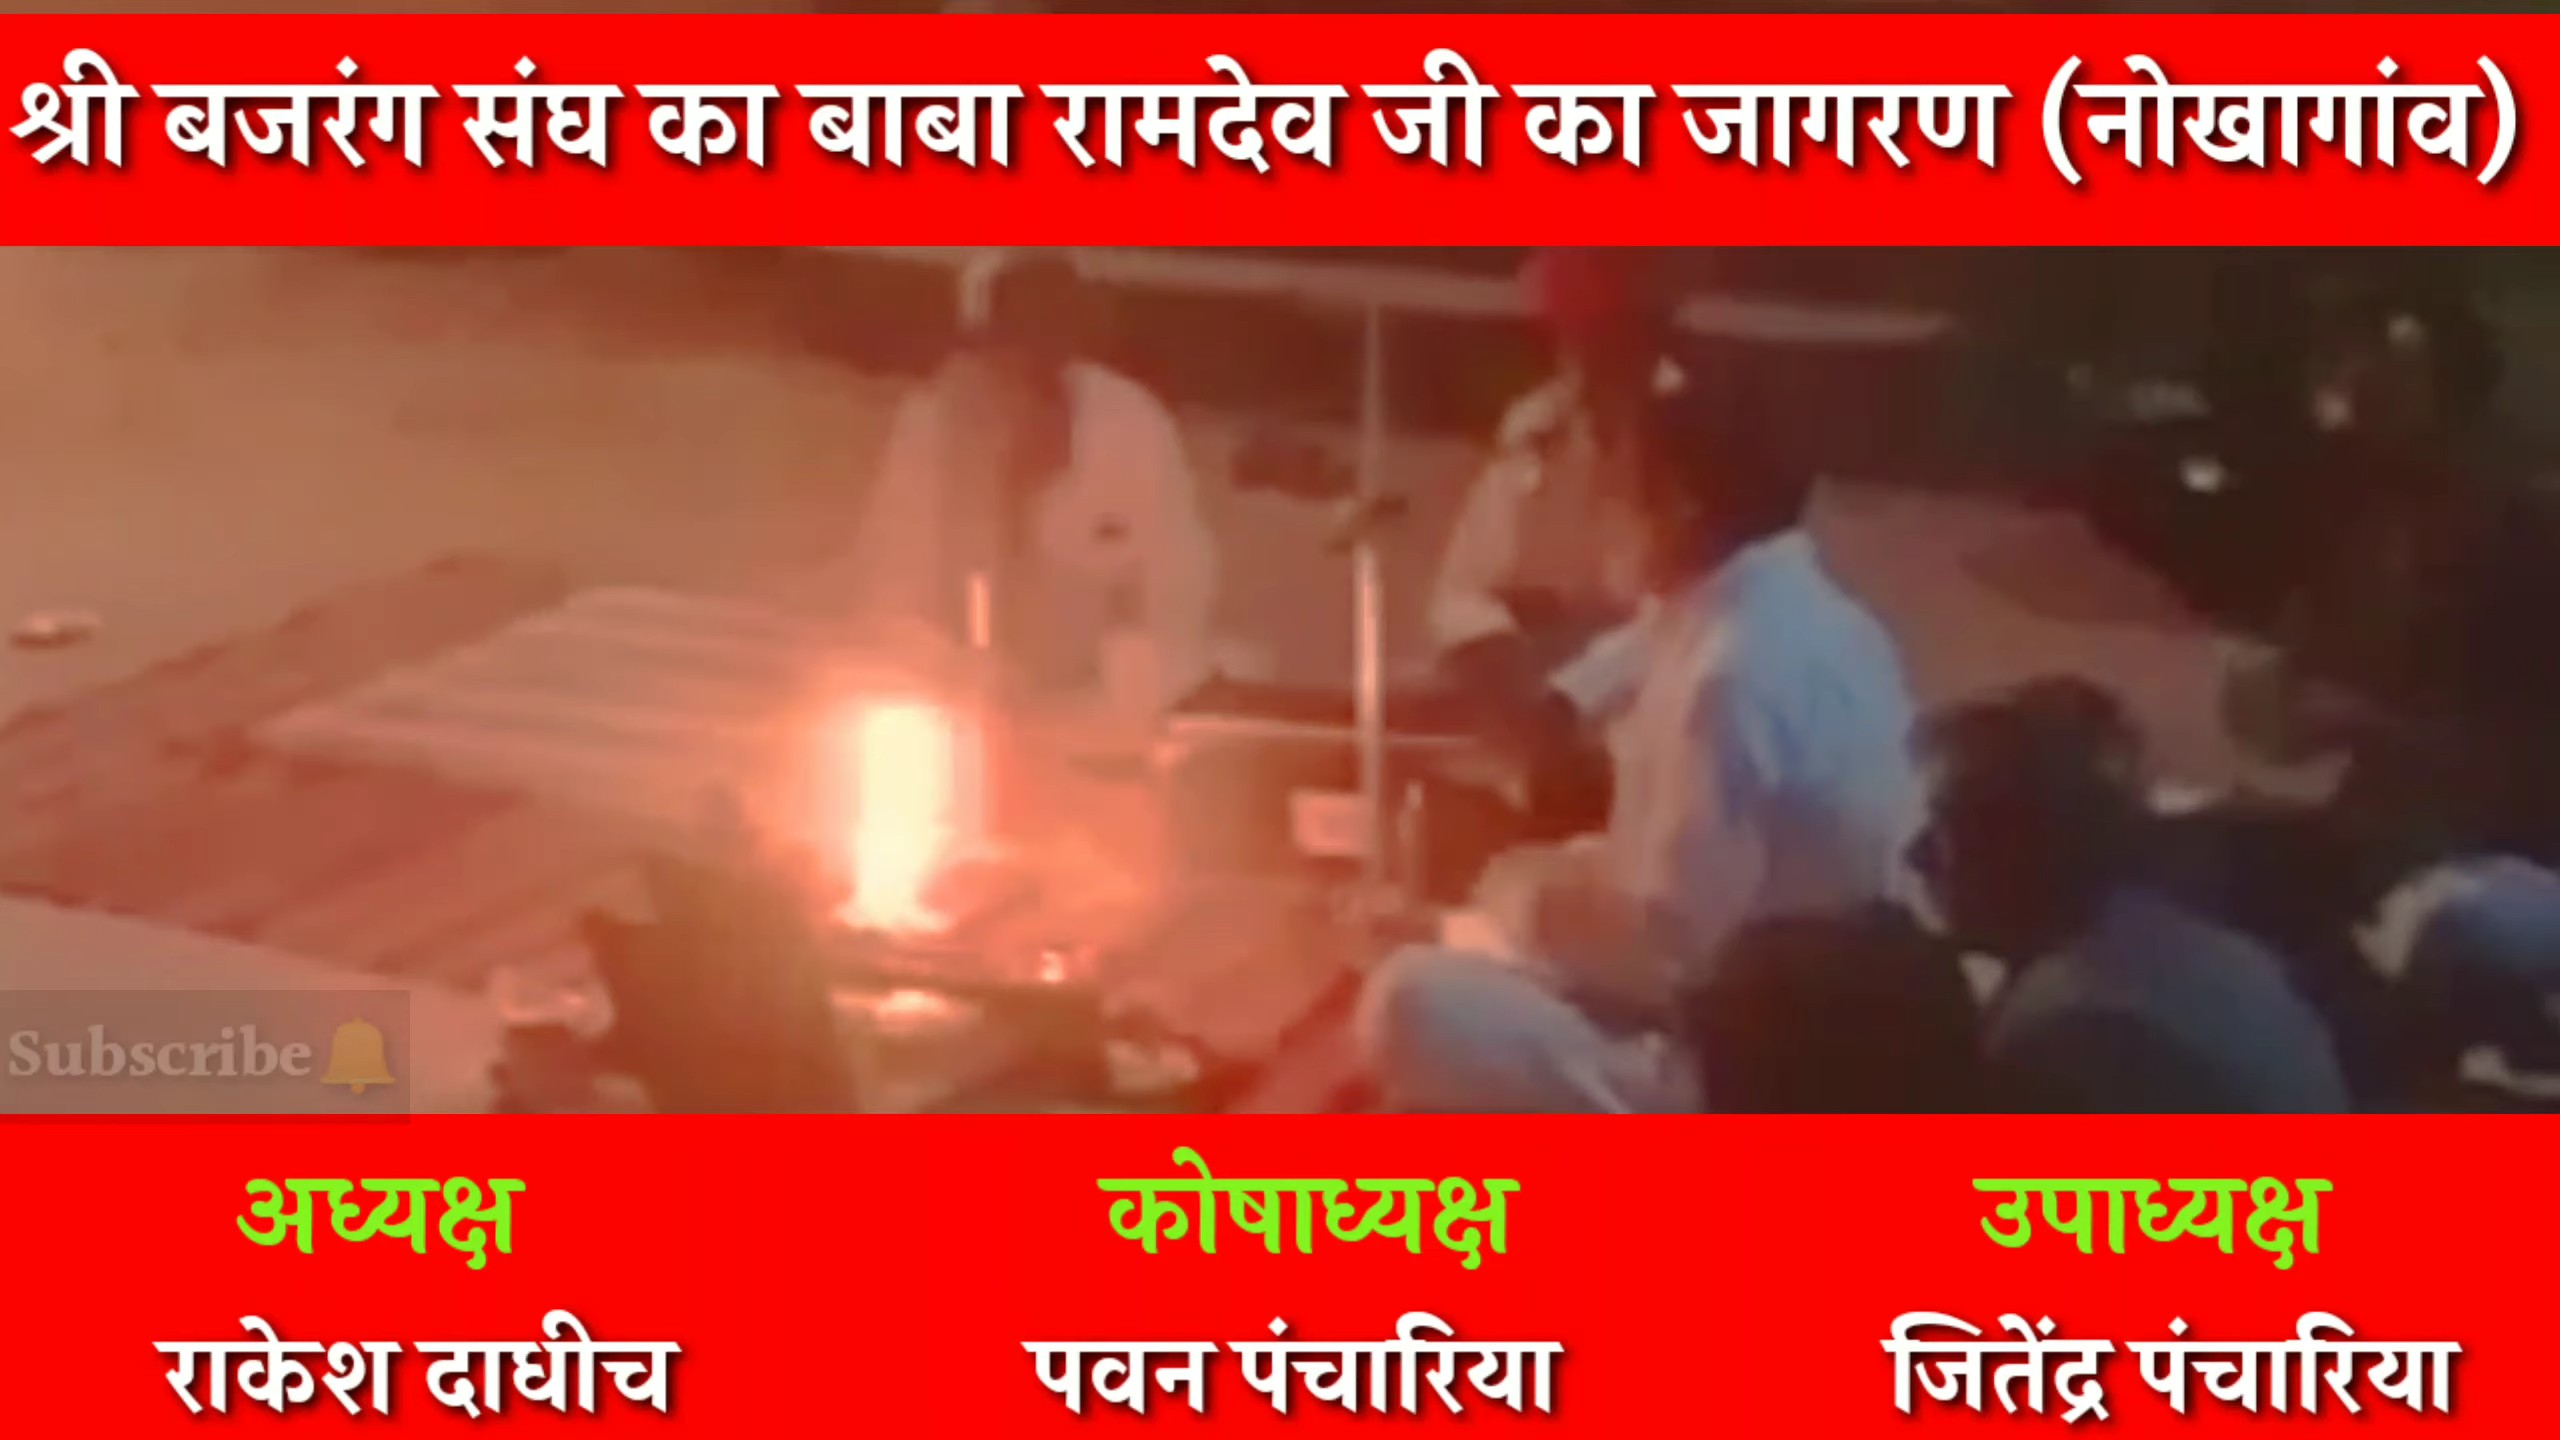 श्री बजरंग संघ का बाबा रामदेव जी का जागरण (नोखागांव)
Subscribe
अध्यक्ष कोषाध्यक्ष उपाध्यक्ष
राकेश दाधीच पवन पंचारिया जितेंद्र पंचारिया